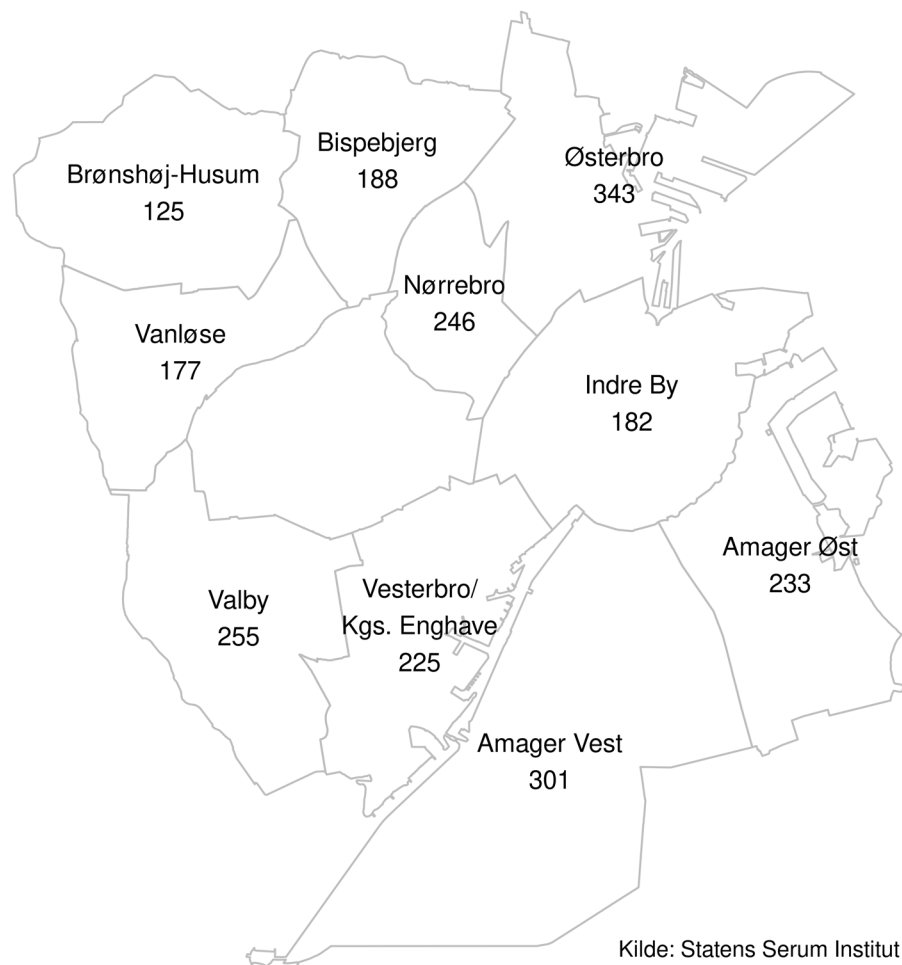 Bispebjerg
188
Østerbro
343
Brønshøj-Husum
125
Nørrebro
246
Vanløse
177
Indre By
182
Amager Øst
233
Valby
255
Vesterbro/
Kgs. Enghave
225
Amager Vest
301
Kilde: Statens Serum Institut